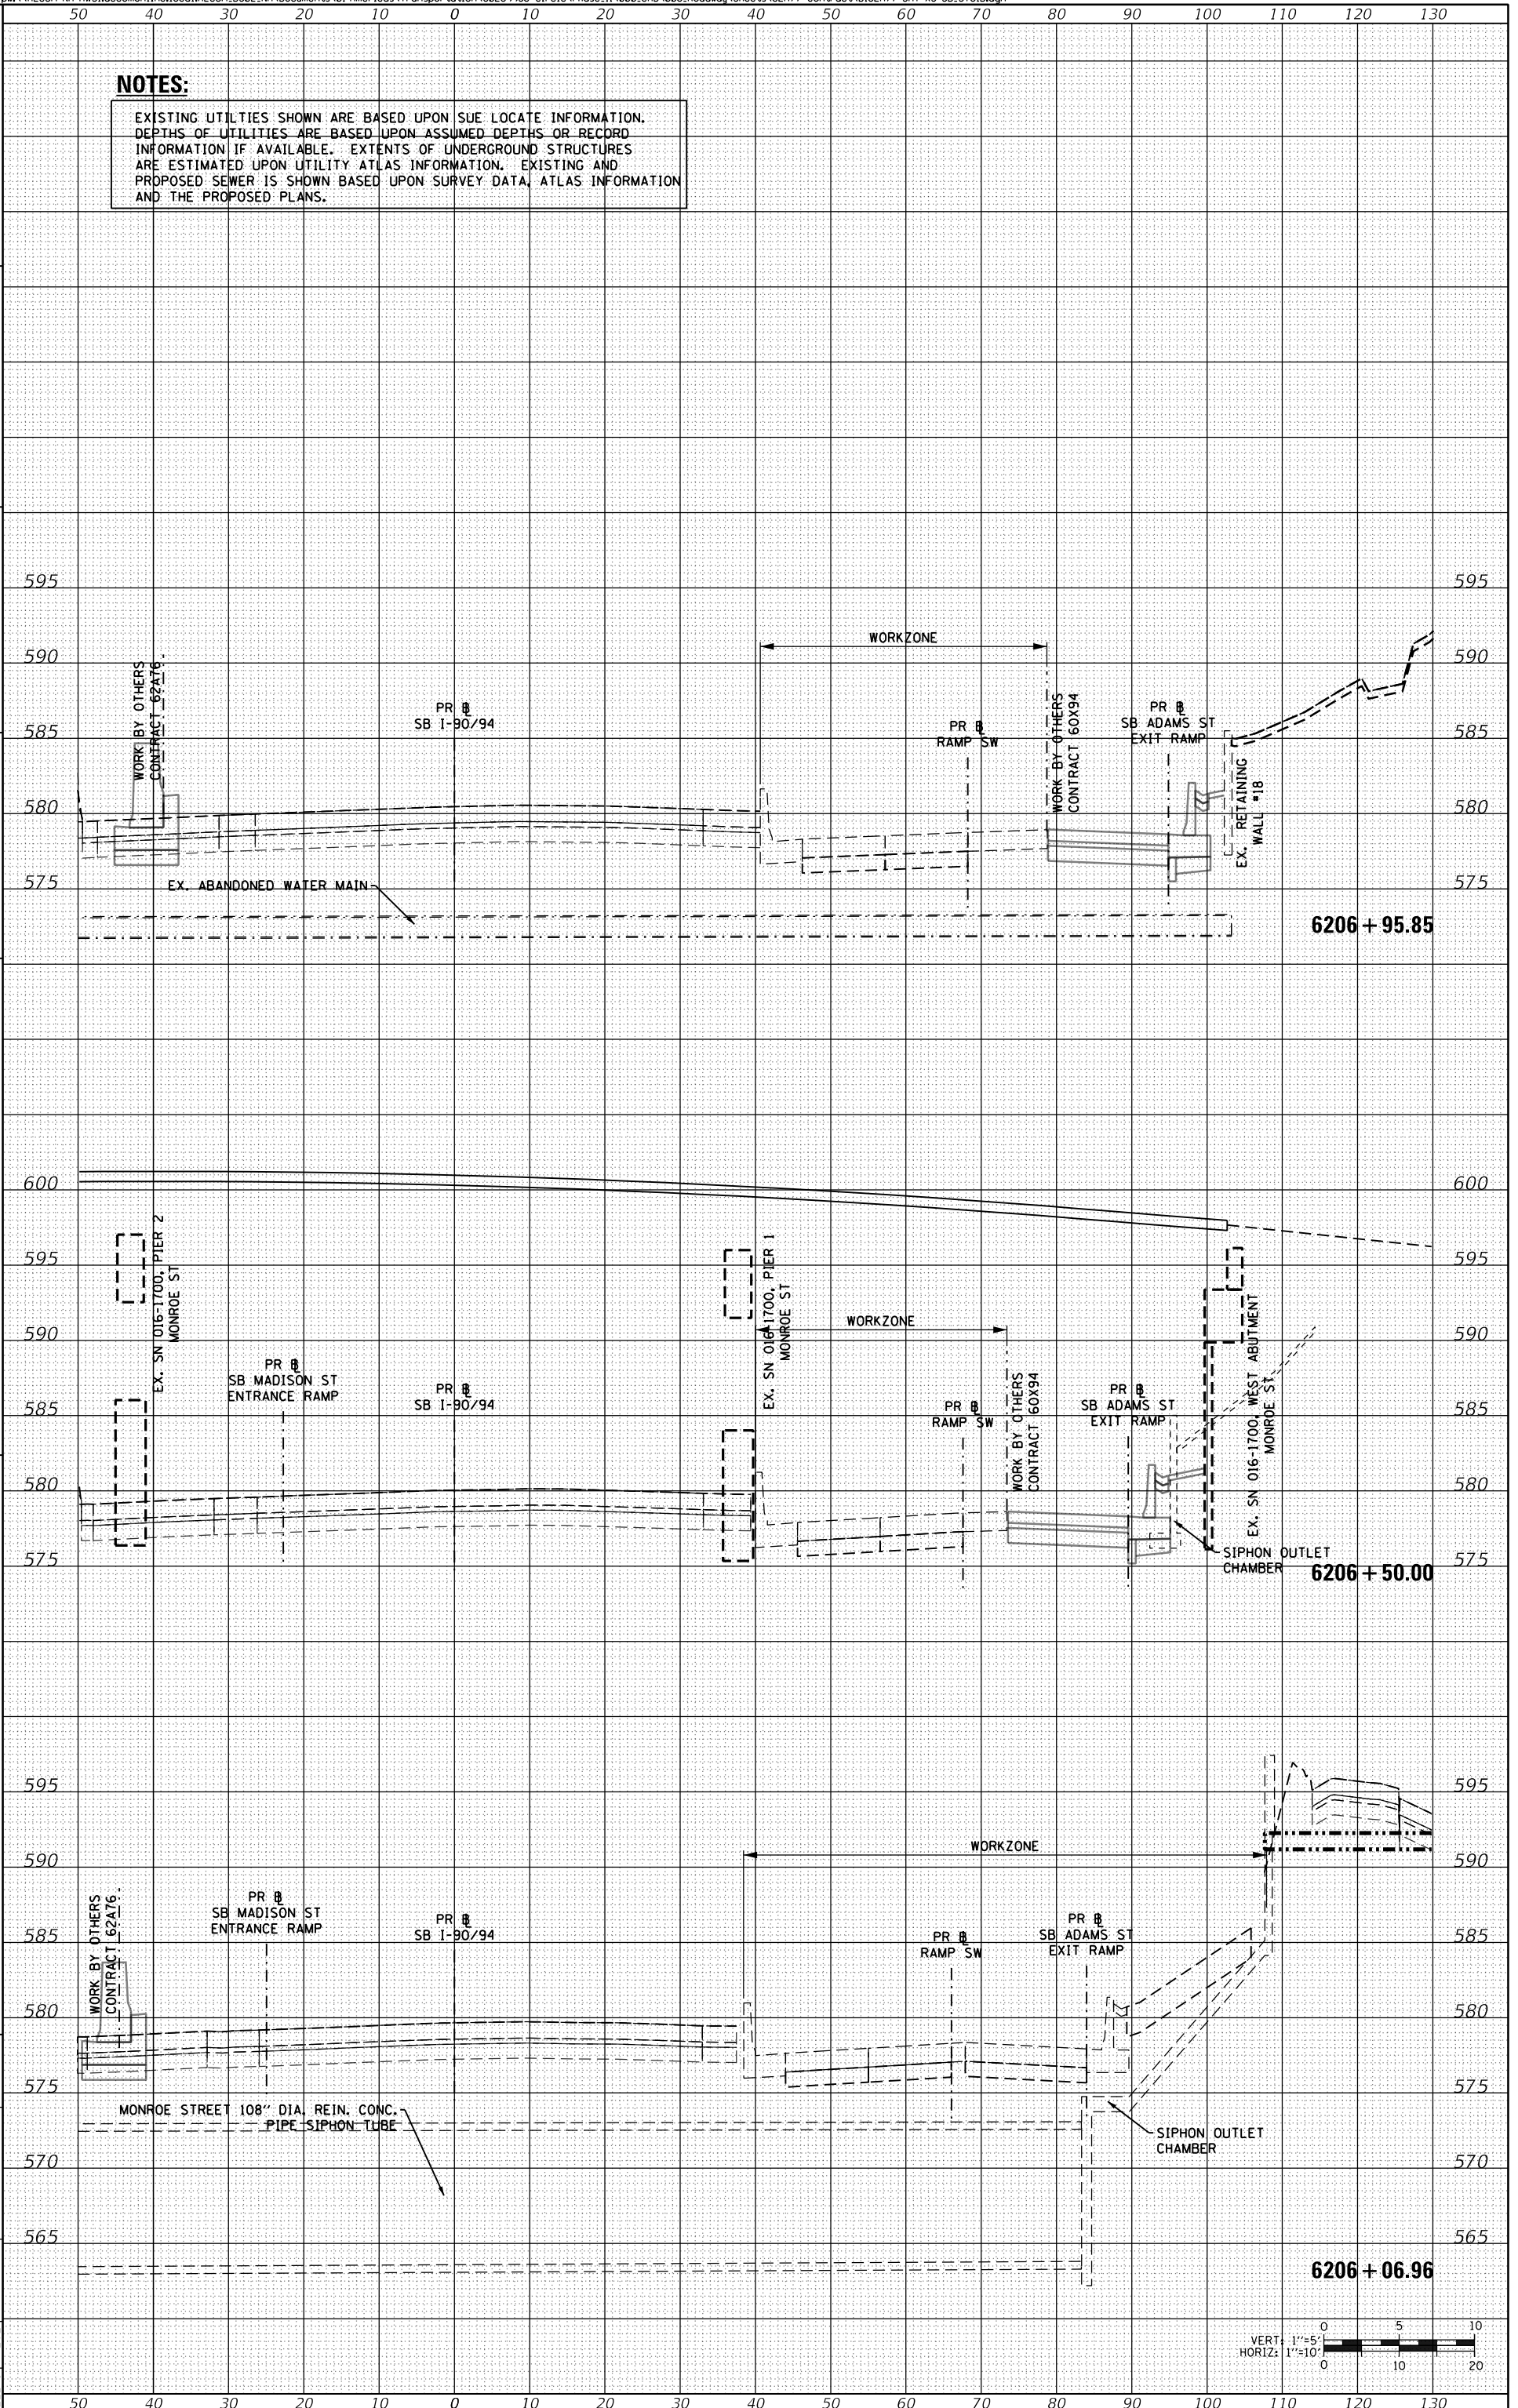 50 40 30 20 10 0 10 20 30 40 50 60 70 80 90 100 110 120 130
NOTES:
EXISTING UTILTIES SHOWN ARE BASED UPON SUE LOCATE INFORMATION.
DEPTHS OF UTILITIES ARE BASED UPON ASSUMED DEPTHS OR RECORD
INFORMATION IF AVAILABLE. EXTENTS OF UNDERGROUND STRUCTURES
ARE ESTIMATED UPON UTILITY ATLAS INFORMATION. EXISTING AND
PROPOSED SEWER IS SHOWN BASED UPON SURVEY DATA, ATLAS INFORMATION
AND THE PROPOSED PLANS.
595 595
WORKZONE
590 590
WORK BY OTHERS
CONTRACT 62A76
PR BL
SB I-90/94
PR BL
RAMP SW
WORK BY OTHERS
CONTRACT 60X94
PR BL
SB ADAMS ST
EXIT RAMP
585 585
EX. RETAINING
WALL #18
580 580
575 575
EX. ABANDONED WATER MAIN
6206+95.85
600 600
EX. SN 016-1700, PIER 2
MONROE ST
EX. SN 016-1700, PIER 1
MONROE ST
595 595
WORKZONE
590 590
PR BL
SB MADISON ST
ENTRANCE RAMP
PR BL
SB I-90/94
PR BL
RAMP SW
WORK BY OTHERS
CONTRACT 60X94
PR BL
SB ADAMS ST
EXIT RAMP
EX. SN 016-1700, WEST ABUTMENT
MONROE ST
585 585
580 580
575 575
SIPHON OUTLET
CHAMBER
6206+50.00
595 595
WORKZONE
590 590
WORK BY OTHERS
CONTRACT 62A76
PR BL
SB MADISON ST
ENTRANCE RAMP
PR BL
SB I-90/94
PR BL
RAMP SW
PR BL
SB ADAMS ST
EXIT RAMP
585 585
580 580
575 575
MONROE STREET 108" DIA. REIN. CONC.
PIPE SIPHON TUBE
SIPHON OUTLET
CHAMBER
570 570
565 565
6206+06.96
0 5 10
VERT: 1"=5'
HORIZ: 1"=10'
0 10 20
50 40 30 20 10 0 10 20 30 40 50 60 70 80 90 100 110 120 130